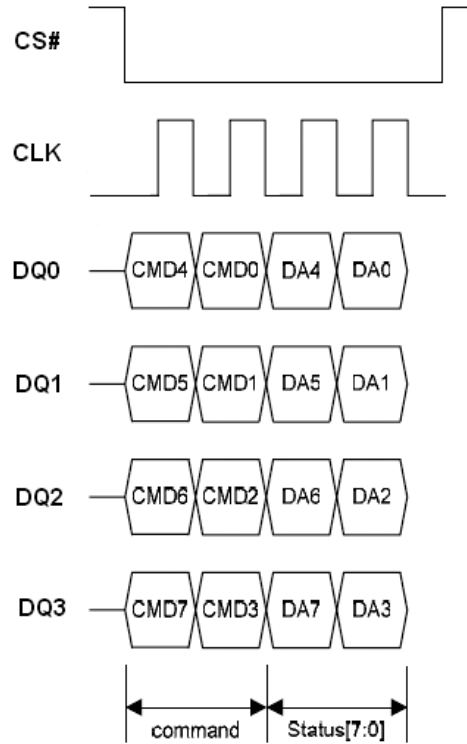 CS#
CLK
DQ0 CMD4 CMD0 DA4 DA0
DQ1 CMD5 CMD1 DA5 DA1
DQ2 CMD6 CMD2 DA6 DA2
DQ3 CMD7 CMD3 DA7 DA3
command Status[7:0]